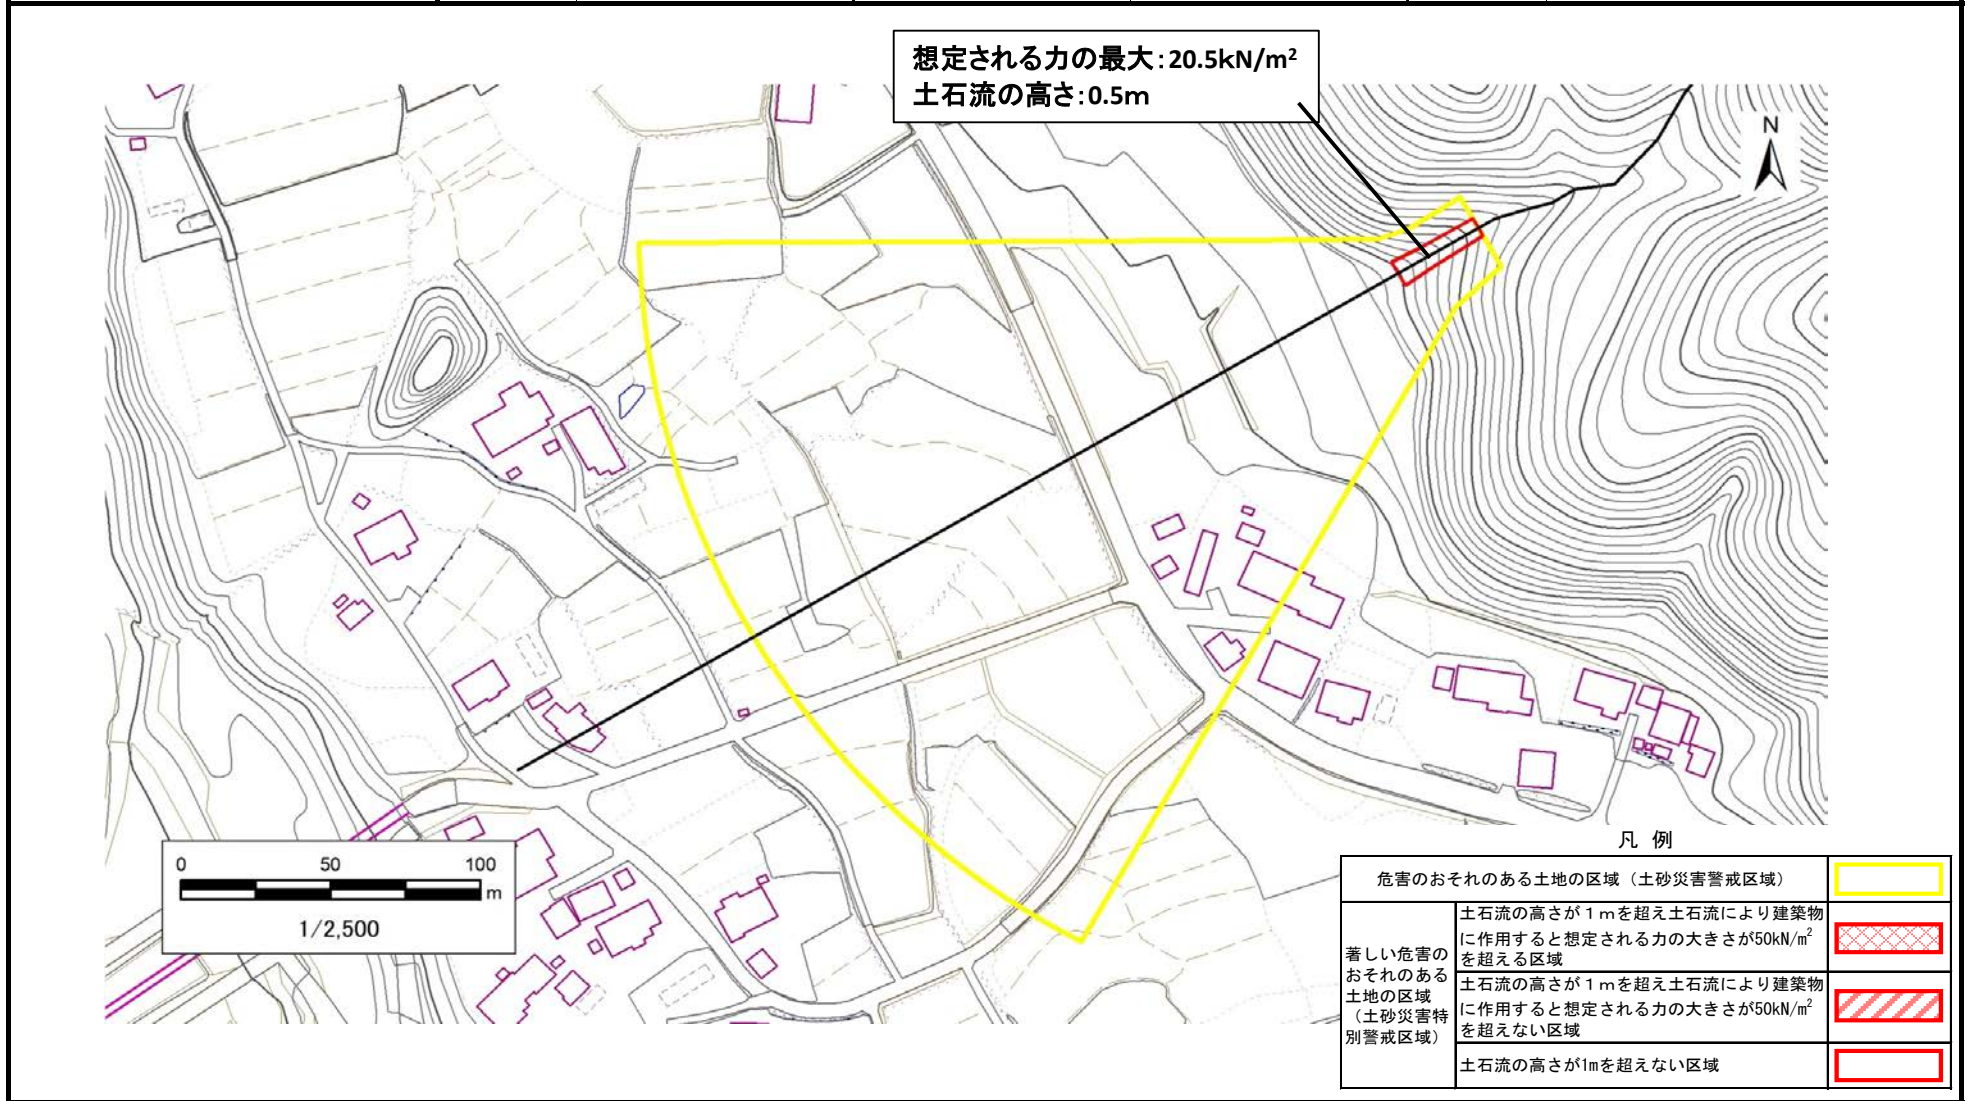 想定される力の最大:20.5kN/m²
土石流の高さ:0.5m
N
0 50 100
m
1/2,500
凡 例
危害のおそれのある土地の区域（土砂災害警戒区域）
著しい危害の
おそれのある
土地の区域
（土砂災害特
別警戒区域）
土石流の高さが１ｍを超え土石流により建築物
に作用すると想定される力の大きさが50kN/m²
を超える区域
土石流の高さが１ｍを超え土石流により建築物
に作用すると想定される力の大きさが50kN/m²
を超えない区域
土石流の高さが1mを超えない区域